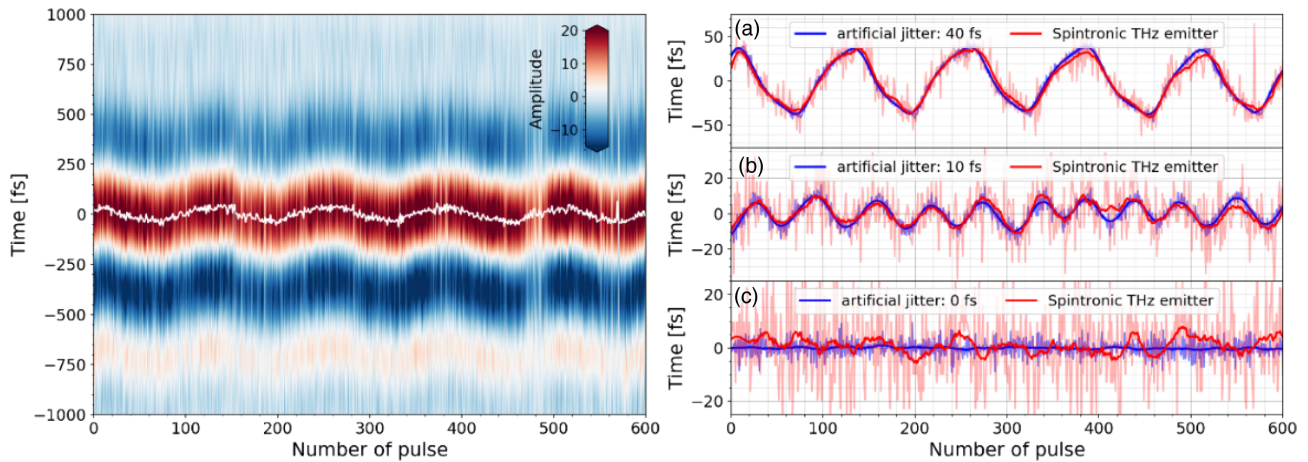 1000
750
500
250
0
−250
−500
−750
−1000
Time [fs]
0 100 200 300 400 500 600
Number of pulse
Amplitude
20
10
0
−10
(a)
artificial jitter: 40 fs Spintronic THz emitter
Time [fs]
50
0
−50
(b)
artificial jitter: 10 fs Spintronic THz emitter
Time [fs]
20
0
−20
(c)
artificial jitter: 0 fs Spintronic THz emitter
Time [fs]
20
0
−20
0 100 200 300 400 500 600
Number of pulse